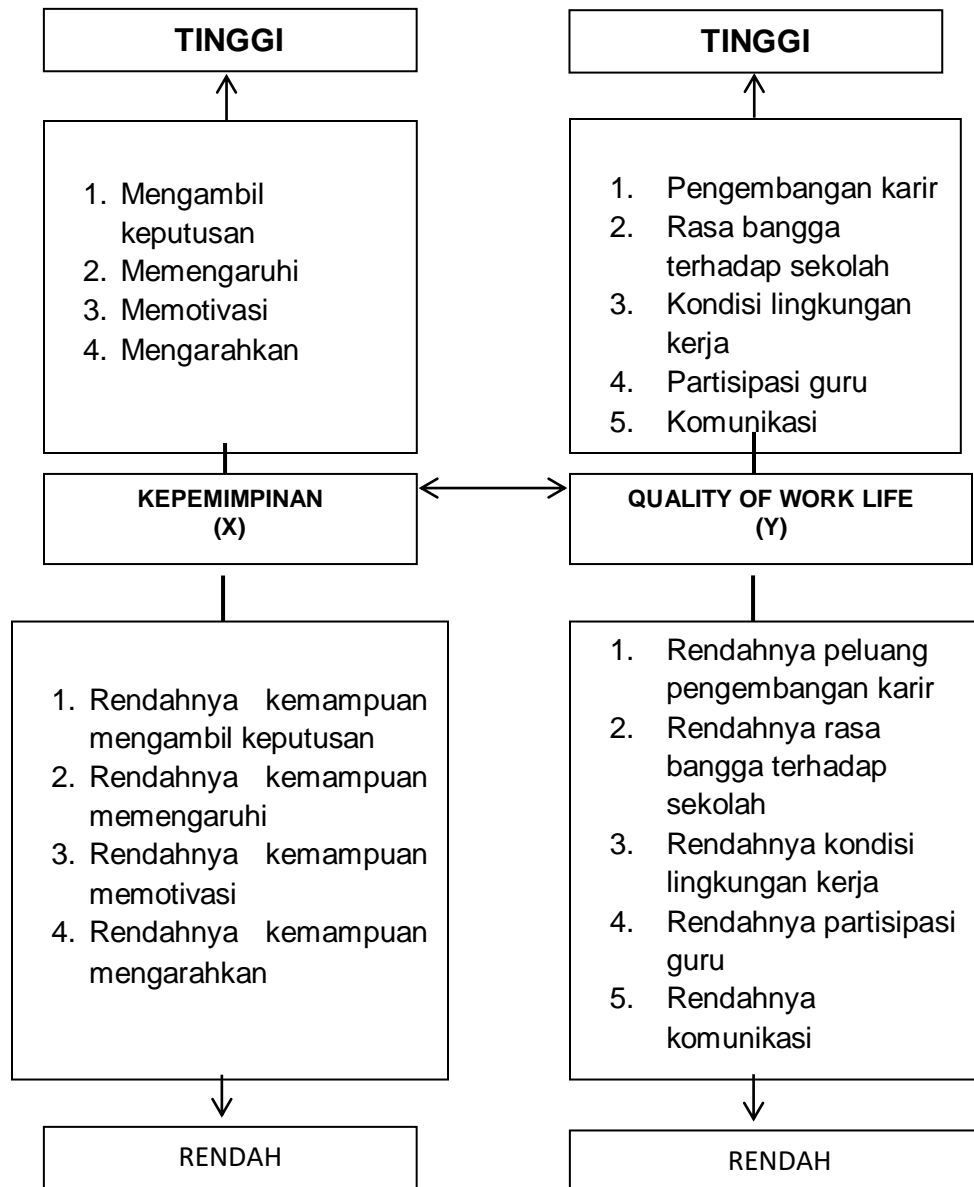 TINGGI
TINGGI
1. Mengambil
keputusan
2. Memengaruhi
3. Memotivasi
4. Mengarahkan
1. Pengembangan karir
2. Rasa bangga
terhadap sekolah
3. Kondisi lingkungan
kerja
4. Partisipasi guru
5. Komunikasi
KEPEMIMPINAN
(X)
QUALITY OF WORK LIFE
(Y)
1. Rendahnya kemampuan
mengambil keputusan
2. Rendahnya kemampuan
memengaruhi
3. Rendahnya kemampuan
memotivasi
4. Rendahnya kemampuan
mengarahkan
1. Rendahnya peluang
pengembangan karir
2. Rendahnya rasa
bangga terhadap
sekolah
3. Rendahnya kondisi
lingkungan kerja
4. Rendahnya partisipasi
guru
5. Rendahnya
komunikasi
RENDAH
RENDAH